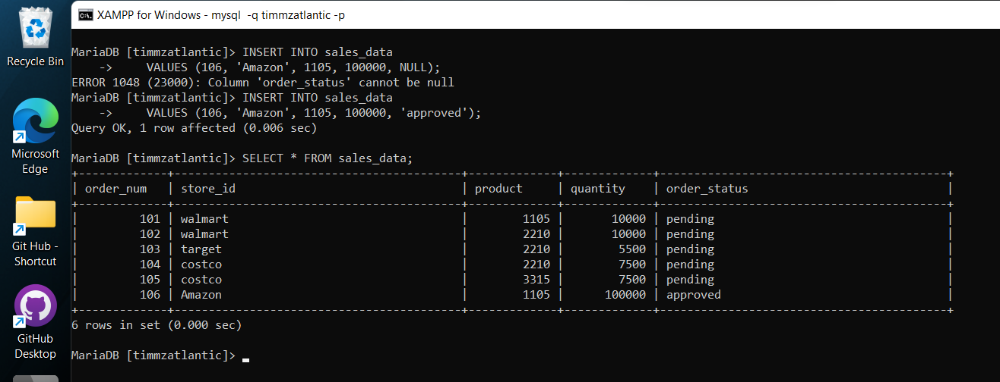 Recycle Bin
Microsoft
Edge
Git Hub -
Shortcut
GitHub
Desktop
XAMPP for Windows - mysql  -q timmzatlantic -p
MariaDB [timmzatlantic]> INSERT INTO sales_data
    ->     VALUES (106, 'Amazon', 1105, 100000, NULL);
ERROR 1048 (23000): Column 'order_status' cannot be null
MariaDB [timmzatlantic]> INSERT INTO sales_data
    ->     VALUES (106, 'Amazon', 1105, 100000, 'approved');
Query OK, 1 row affected (0.006 sec)
MariaDB [timmzatlantic]> SELECT * FROM sales_data;
| order_num | store_id | product | quantity | order_status |
| 101 | walmart | 1105 | 10000 | pending |
| 102 | walmart | 2210 | 10000 | pending |
| 103 | target | 2210 | 5500 | pending |
| 104 | costco | 2210 | 7500 | pending |
| 105 | costco | 3315 | 7500 | pending |
| 106 | Amazon | 1105 | 100000 | approved |
6 rows in set (0.000 sec)
MariaDB [timmzatlantic]> _